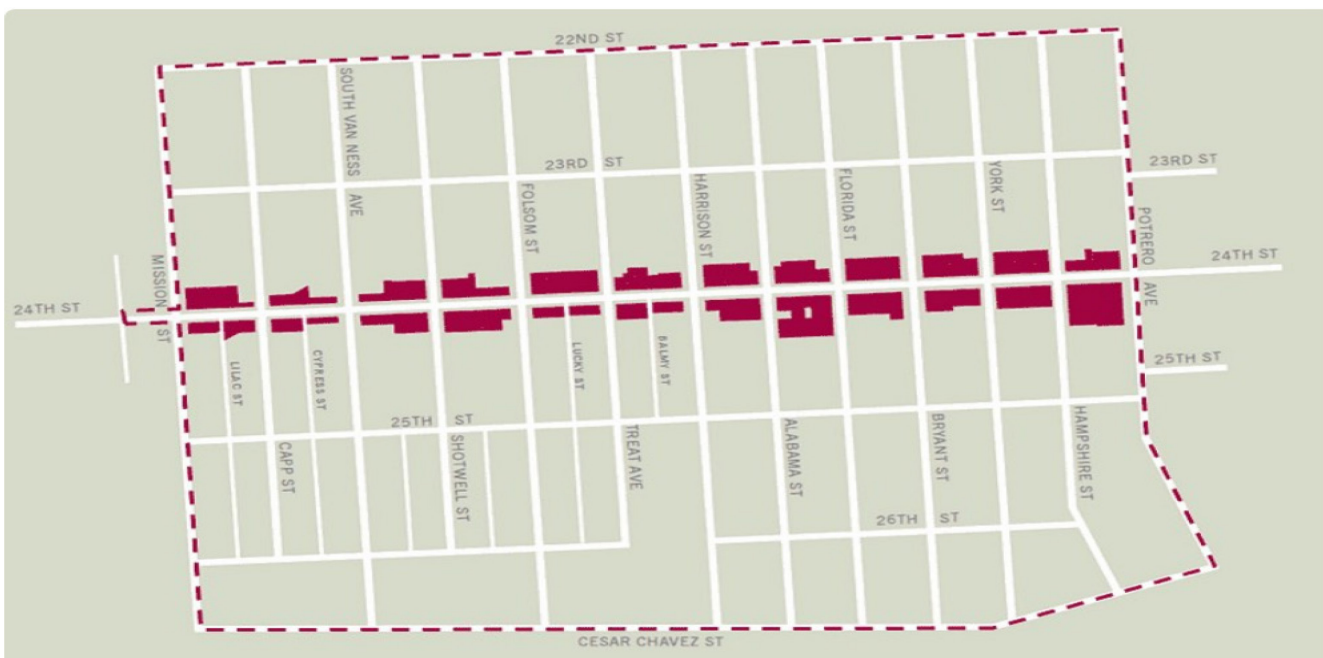 22ND ST
SOUTH VAN NESS AVE
23RD ST
23RD ST
FOLSOM ST
HARRISON ST
FLORIDA ST
YORK ST
POTRERO AVE
MISSION ST
24TH ST
24TH ST
LILAC ST
CYPRESS ST
LUCKY ST
BALMY ST
25TH ST
25TH ST
CAPP ST
SHOTWELL ST
TREAT AVE
ALABAMA ST
BRYANT ST
HAMPSHIRE ST
26TH ST
CESAR CHAVEZ ST